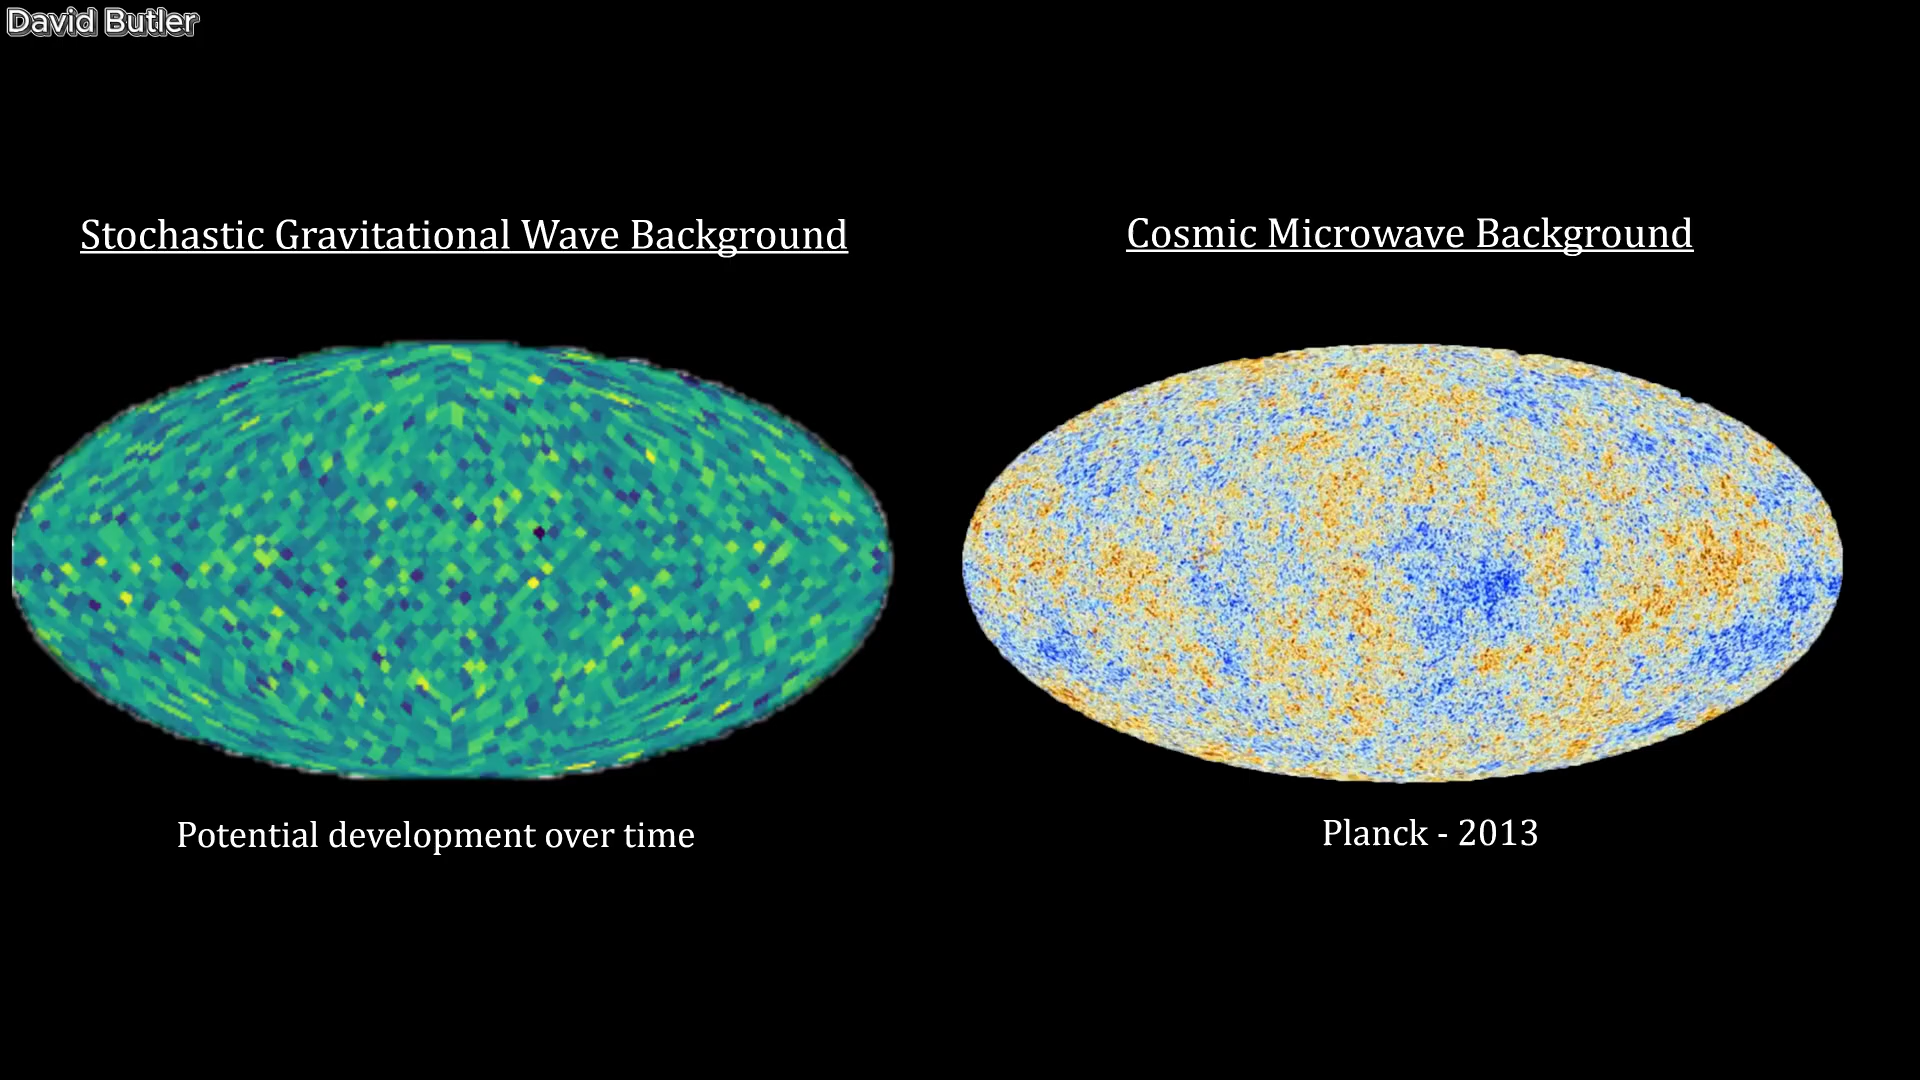 David Butler
Stochastic Gravitational Wave Background
Cosmic Microwave Background
Potential development over time
Planck - 2013